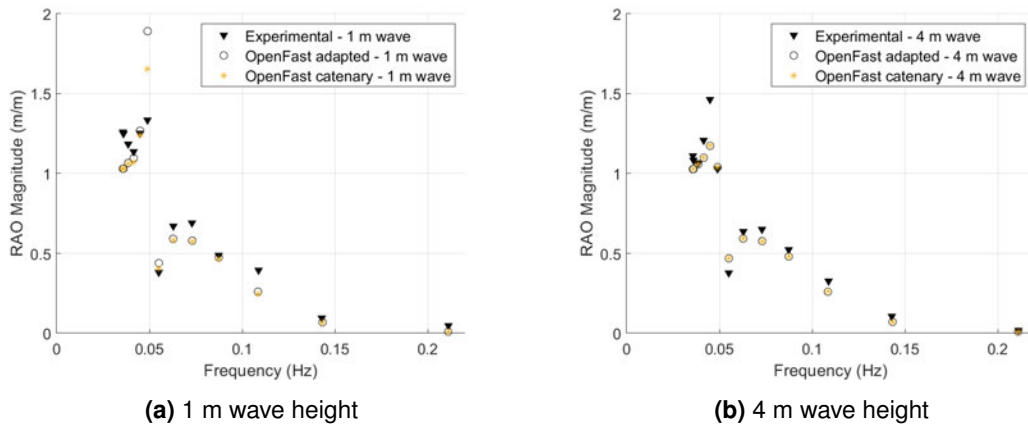 2
1.5
1
0.5
0
RAO Magnitude (m/m)
Experimental - 1 m wave
OpenFast adapted - 1 m wave
OpenFast catenary - 1 m wave
0 0.05 0.1 0.15 0.2
Frequency (Hz)
(a) 1 m wave height
2
1.5
1
0.5
0
RAO Magnitude (m/m)
Experimental - 4 m wave
OpenFast adapted - 4 m wave
OpenFast catenary - 4 m wave
0 0.05 0.1 0.15 0.2
Frequency (Hz)
(b) 4 m wave height